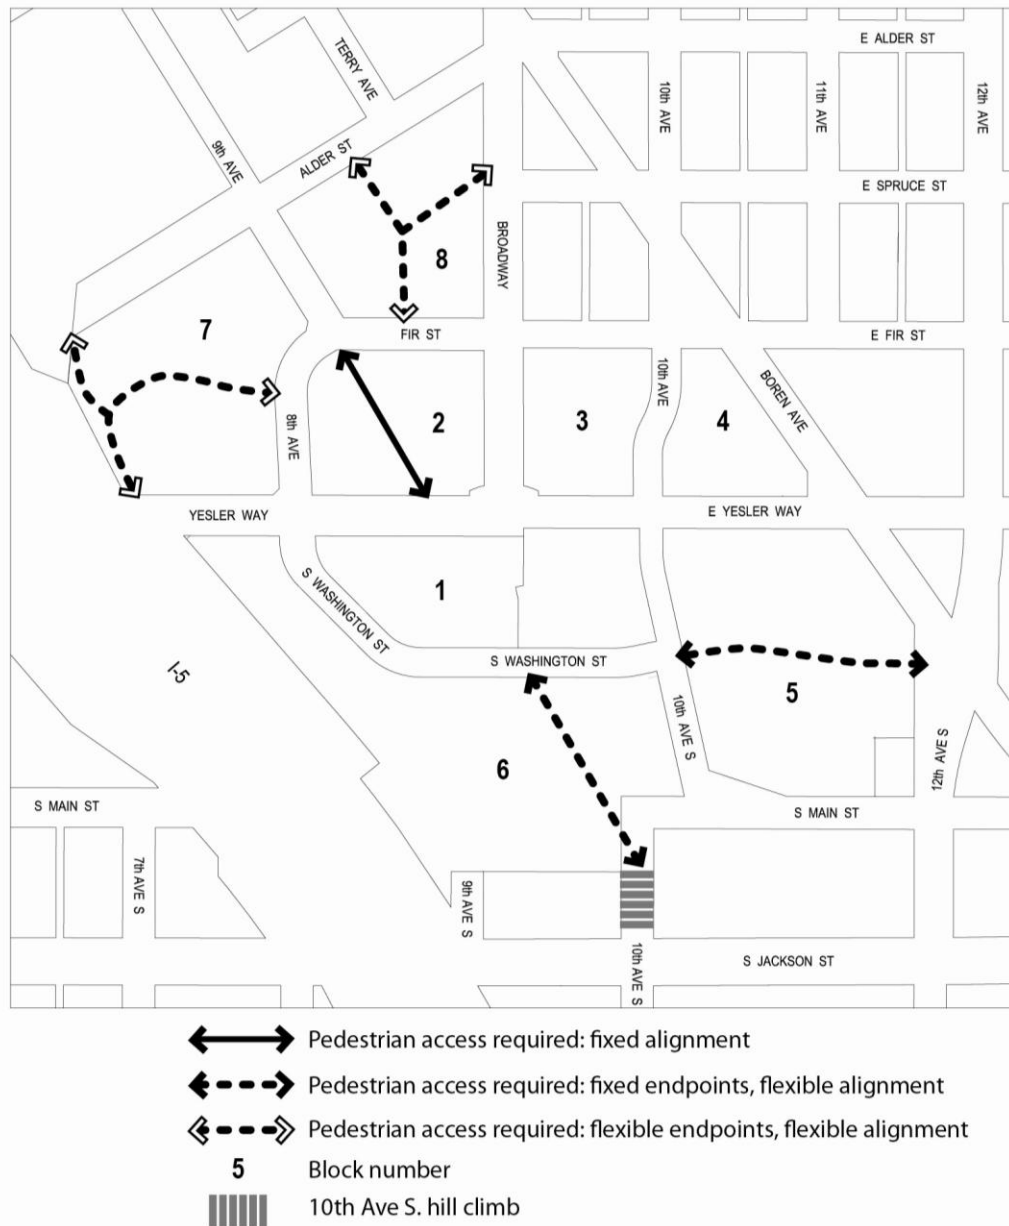 E ALDER ST
TERRY AVE
10th AVE
11th AVE
12th AVE
9th AVE
ALDER ST
E SPRUCE ST
BROADWAY
8
7
FIR ST
E FIR ST
10th AVE
BOREN AVE
8th AVE
2
3
4
YESLER WAY
E YESLER WAY
1
S WASHINGTON ST
S WASHINGTON ST
I-5
5
10th AVE S
6
12th AVE S
S MAIN ST
S MAIN ST
7th AVE S
9th AVE S
S JACKSON ST
10th AVE S
Pedestrian access required: fixed alignment
Pedestrian access required: fixed endpoints, flexible alignment
Pedestrian access required: flexible endpoints, flexible alignment
5 Block number
10th Ave S. hill climb